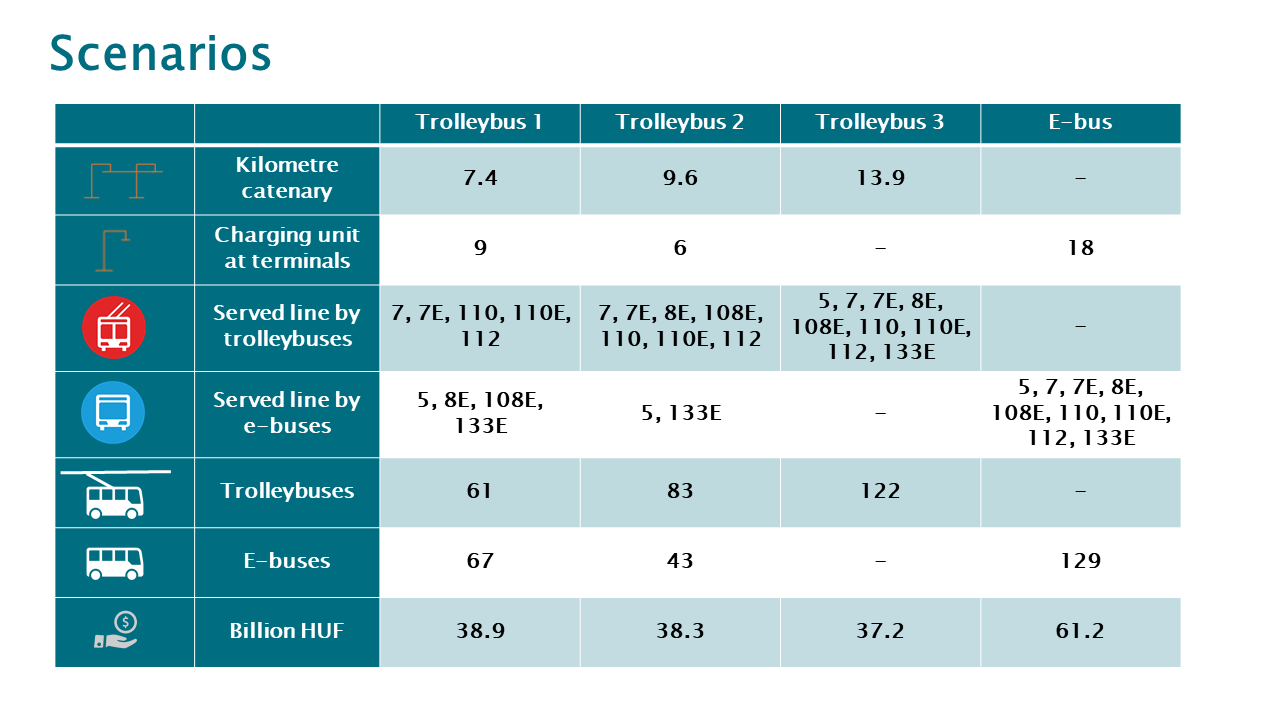 Scenarios
Trolleybus 1 Trolleybus 2 Trolleybus 3 E-bus
Kilometre
catenary
7.4 9.6 13.9 -
Charging unit
at terminals
9 6 - 18
Served line by
trolleybuses
7, 7E, 110, 110E,
112
7, 7E, 8E, 108E,
110, 110E, 112
5, 7, 7E, 8E,
108E, 110, 110E,
112, 133E
-
Served line by
e-buses
5, 8E, 108E,
133E
5, 133E
-
5, 7, 7E, 8E,
108E, 110, 110E,
112, 133E
Trolleybuses 61 83 122 -
E-buses 67 43 - 129
$
Billion HUF 38.9 38.3 37.2 61.2